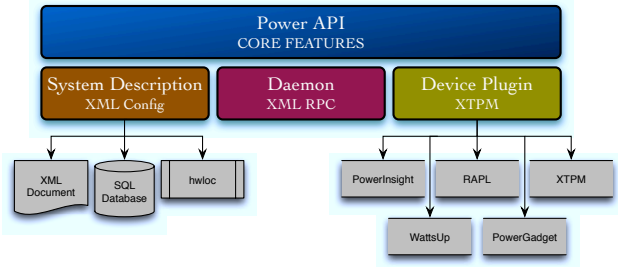 Power API
CORE FEATURES
System Description
XML Config
Daemon
XML RPC
Device Plugin
XTPM
XML
Document
SQL
Database
hwloc
PowerInsight
RAPL
XTPM
WattsUp
PowerGadget